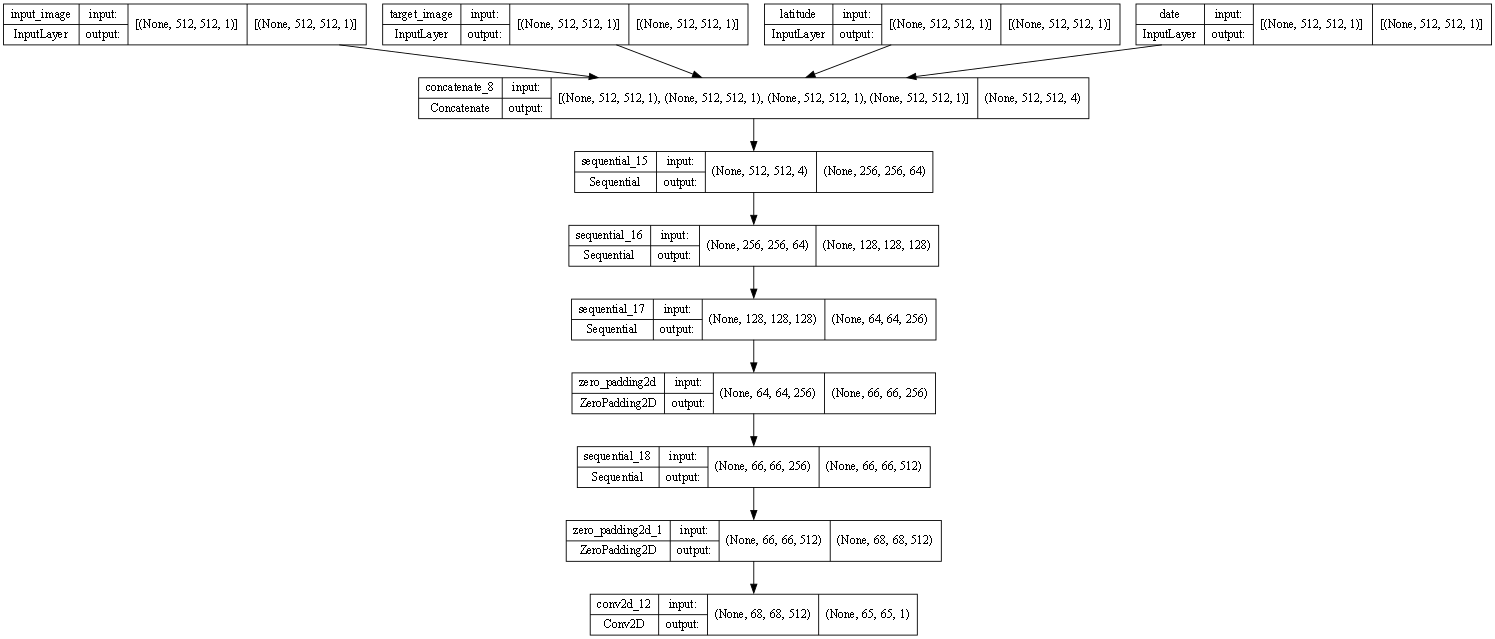 input_image input: [(None, 512, 512, 1)] [(None, 512, 512, 1)]
InputLayer output:
target_image input: [(None, 512, 512, 1)] [(None, 512, 512, 1)]
InputLayer output:
latitude input: [(None, 512, 512, 1)] [(None, 512, 512, 1)]
InputLayer output:
date input: [(None, 512, 512, 1)] [(None, 512, 512, 1)]
InputLayer output:
concatenate_8 input: [(None, 512, 512, 1), (None, 512, 512, 1), (None, 512, 512, 1), (None, 512, 512, 1)] (None, 512, 512, 4)
Concatenate output:
sequential_15 input: (None, 512, 512, 4) (None, 256, 256, 64)
Sequential output:
sequential_16 input: (None, 256, 256, 64) (None, 128, 128, 128)
Sequential output:
sequential_17 input: (None, 128, 128, 128) (None, 64, 64, 256)
Sequential output:
zero_padding2d input: (None, 64, 64, 256) (None, 66, 66, 256)
ZeroPadding2D output:
sequential_18 input: (None, 66, 66, 256) (None, 66, 66, 512)
Sequential output:
zero_padding2d_1 input: (None, 66, 66, 512) (None, 68, 68, 512)
ZeroPadding2D output:
conv2d_12 input: (None, 68, 68, 512) (None, 65, 65, 1)
Conv2D output: